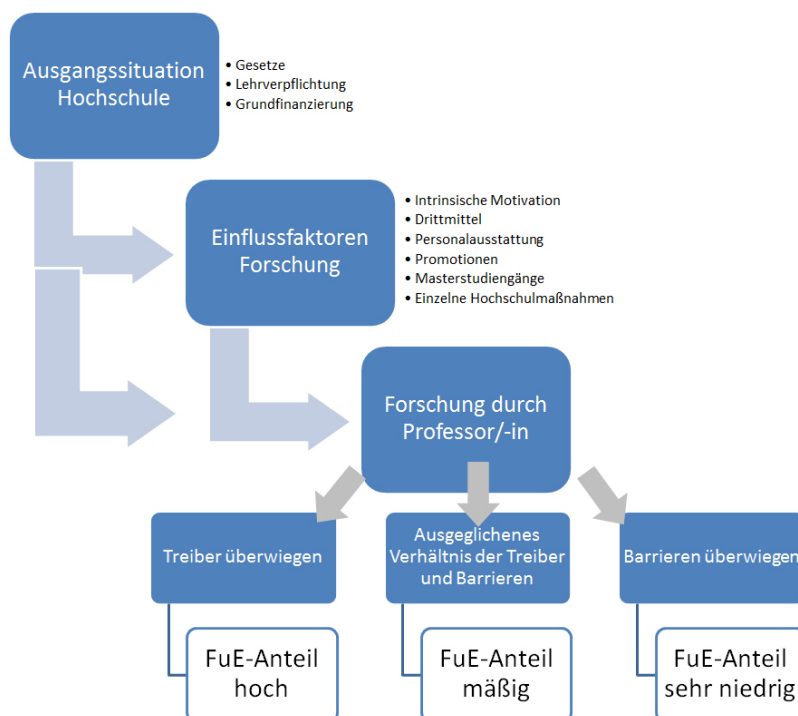 Ausgangssituation
Hochschule
• Gesetze
• Lehrverpflichtung
• Grundfinanzierung
Einflussfaktoren
Forschung
• Intrinsische Motivation
• Drittmittel
• Personalausstattung
• Promotionen
• Masterstudiengänge
• Einzelne Hochschulmaßnahmen
Forschung durch
Professor/-in
Treiber überwiegen
Ausgeglichenes
Verhältnis der Treiber
und Barrieren
Barrieren überwiegen
FuE-Anteil
hoch
FuE-Anteil
mäßig
FuE-Anteil
sehr niedrig